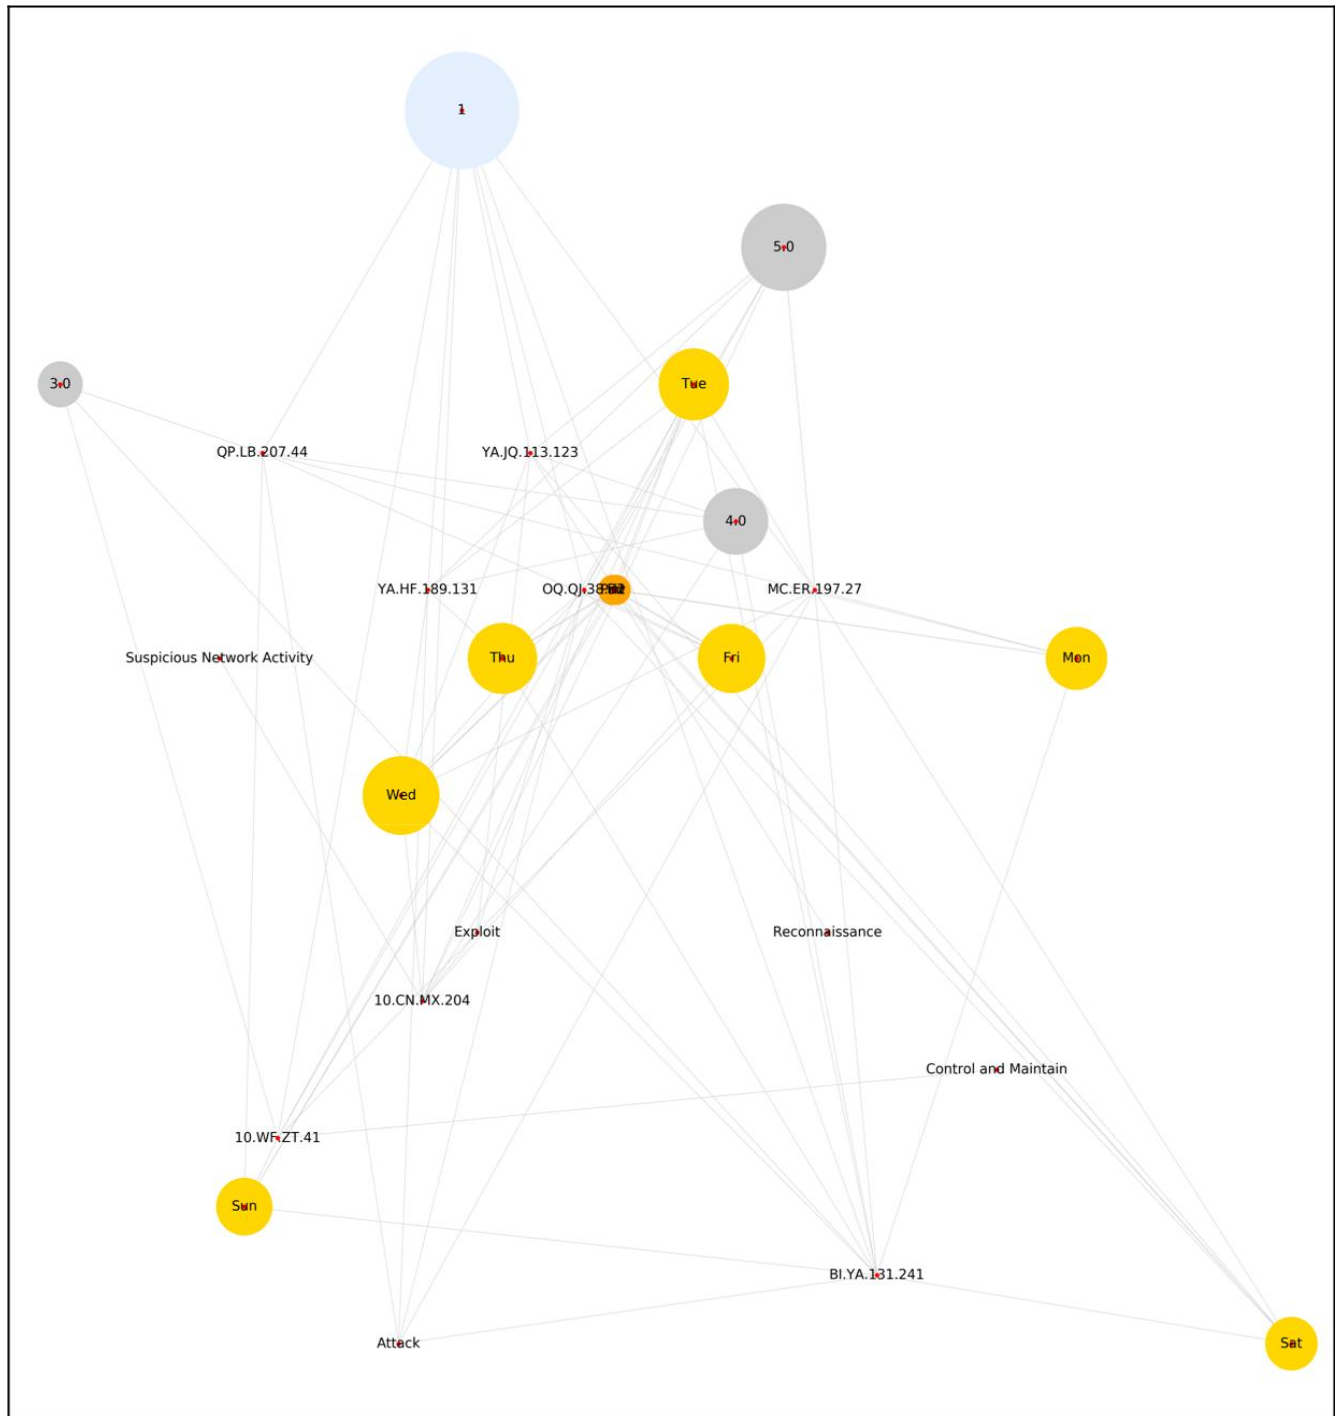 1
5.0
3.0
Tue
QP.LB.207.44
YA.JQ.113.123
4.0
YA.HF.189.131
MC.ER.197.27
Suspicious Network Activity
Thu
Fri
Mon
Wed
Exploit
Reconnaissance
10.CN.MX.204
Control and Maintain
10.WF.ZT.41
Sun
BI.YA.131.241
Attack
Sat